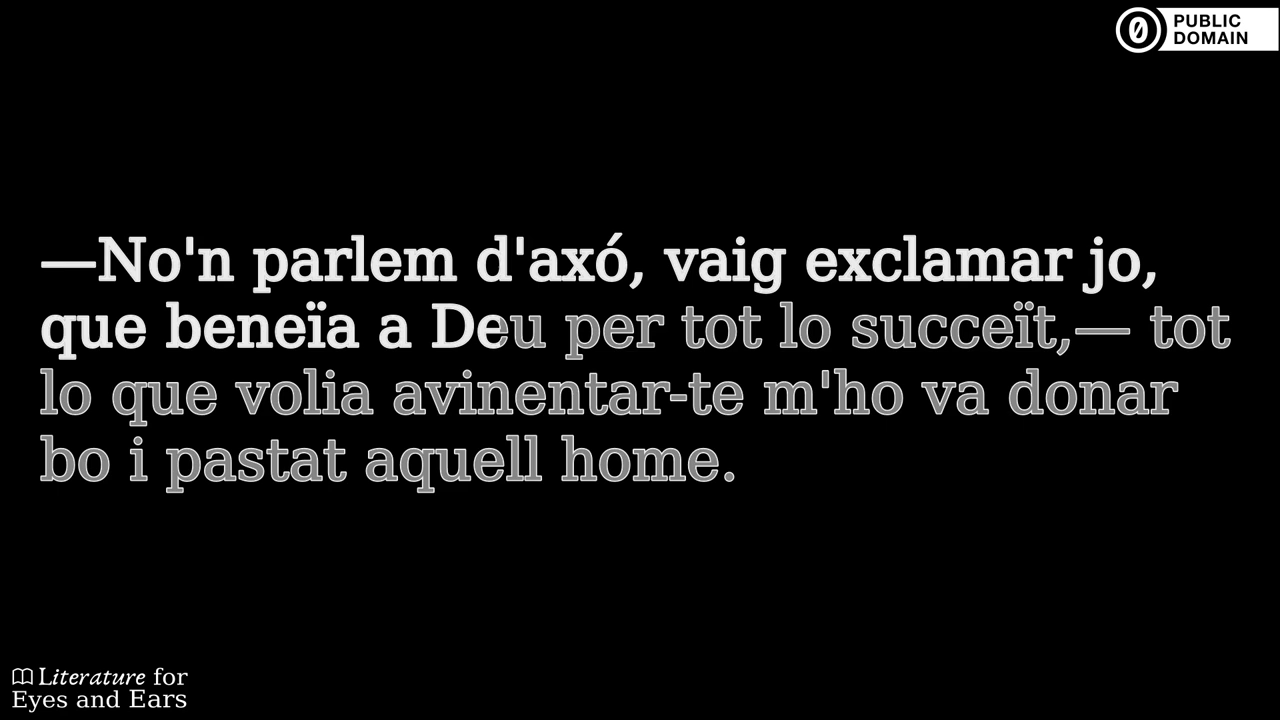 PUBLIC
DOMAIN
—No'n parlem d'axó, vaig exclamar jo,
que beneïa a Deu per tot lo succeït,— tot
lo que volia avinentar-te m'ho va donar
bo i pastat aquell home.
Literature for
Eyes and Ears